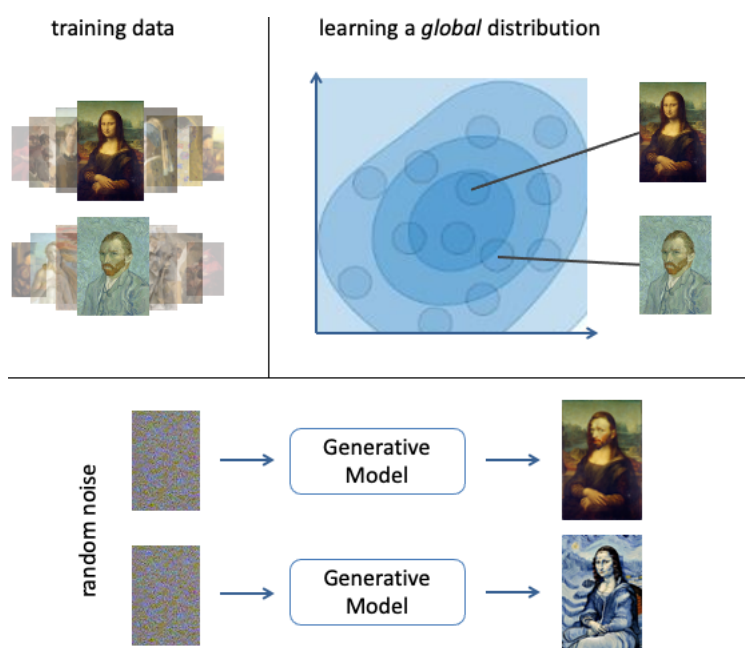 training data
learning a global distribution
random noise
Generative
Model
Generative
Model